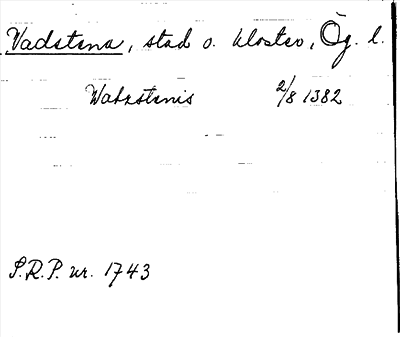 Vadstena, stad o. kloster, Ög. l.
Watzstenis 2/8 1382
S.R.P. nr. 1743